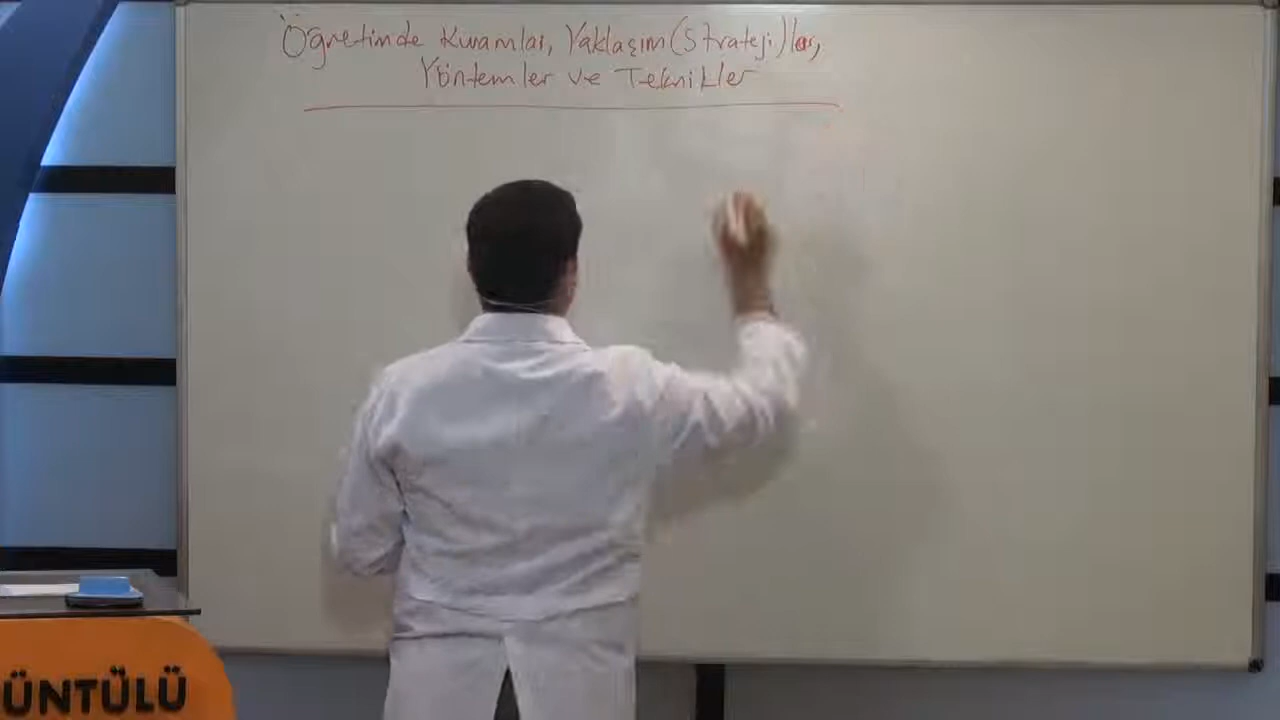 Öğretimde Kuramlar, Yaklaşım(Strateji)lar,
Yöntemler ve Teknikler
ÜNTÜLÜ